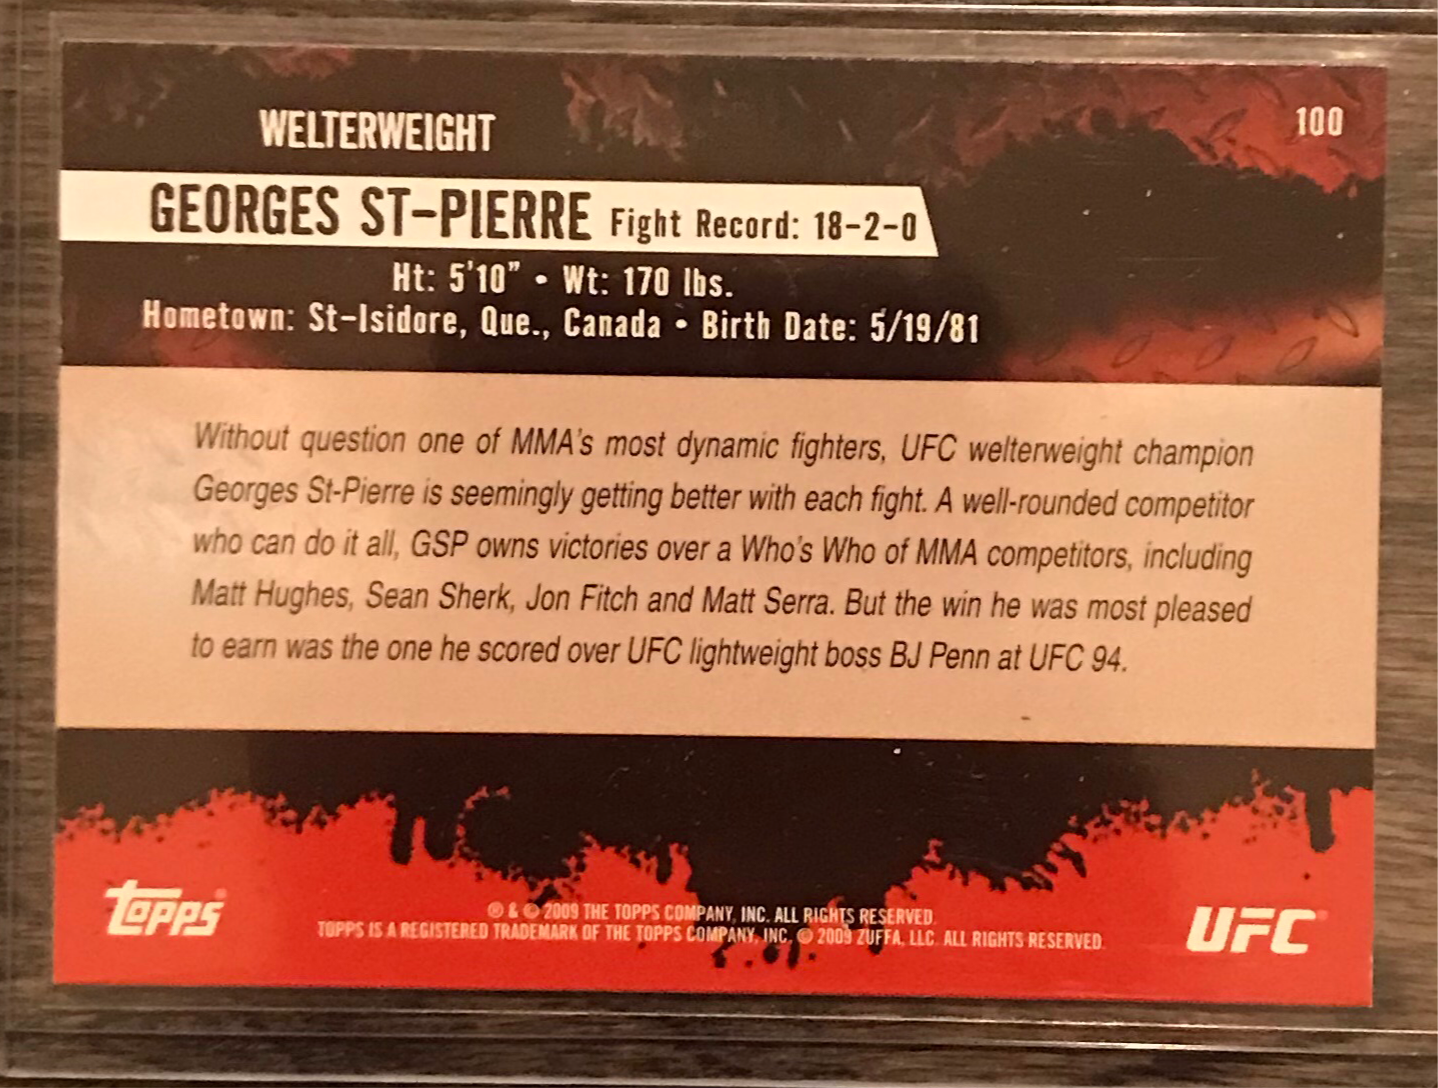 WELTERWEIGHT
100
GEORGES ST-PIERRE Fight Record: 18-2-0
Ht: 5'10" • Wt: 170 lbs.
Hometown: St-Isidore, Que., Canada • Birth Date: 5/19/81
Without question one of MMA's most dynamic fighters, UFC welterweight champion
Georges St-Pierre is seemingly getting better with each fight. A well-rounded competitor
who can do it all, GSP owns victories over a Who's Who of MMA competitors, including
Matt Hughes, Sean Sherk, Jon Fitch and Matt Serra. But the win he was most pleased
to earn was the one he scored over UFC lightweight boss BJ Penn at UFC 94.
topps®
® & © 2009 THE TOPPS COMPANY, INC. ALL RIGHTS RESERVED.
TOPPS IS A REGISTERED TRADEMARK OF THE TOPPS COMPANY, INC. © 2009 ZUFFA, LLC. ALL RIGHTS RESERVED.
UFC®